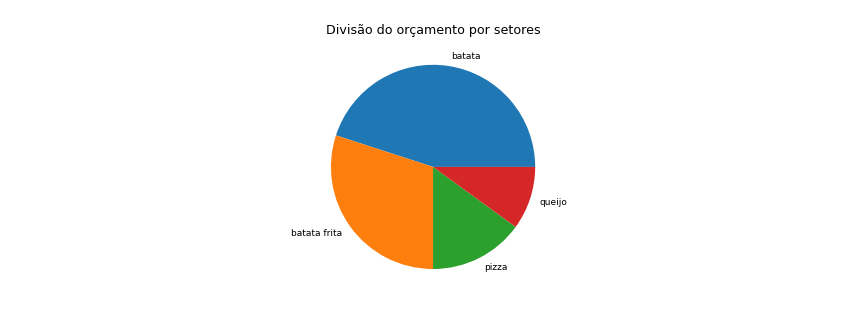 Divisão do orçamento por setores
batata
queijo
batata frita
pizza